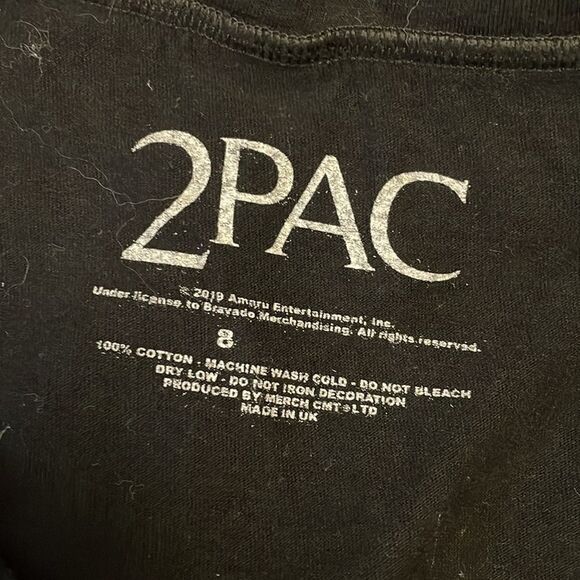 2PAC
© 2019 Amaru Entertainment, Inc.
Under license to Bravado Merchandising. All rights reserved.
8
100% COTTON - MACHINE WASH COLD - DO NOT BLEACH
DRY LOW - DO NOT IRON DECORATION
PRODUCED BY MERCH CMT LTD
MADE IN UK